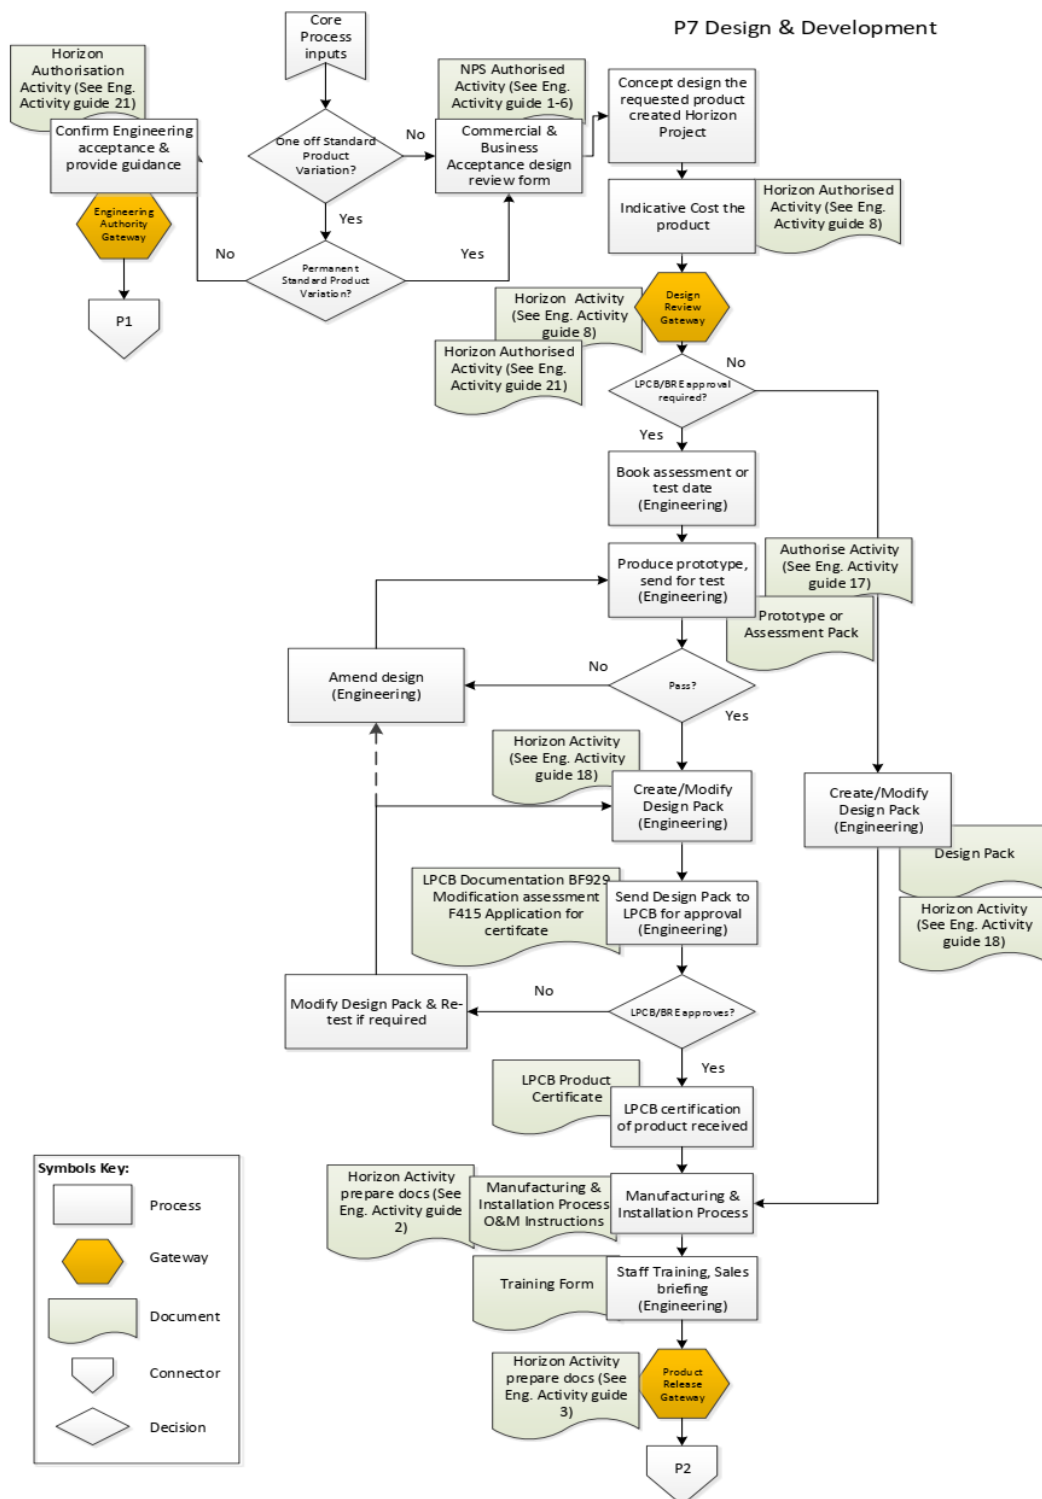 P7 Design & Development
Core
Process
inputs
Horizon
Authorisation
Activity (See Eng.
Activity guide 21)
Confirm Engineering
acceptance &
provide guidance
Engineering
Authority
Gateway
P1
One off Standard
Product
Variation?
No
Yes
NPS Authorised
Activity (See Eng.
Activity guide 1-6)
Commercial &
Business
Acceptance design
review form
Concept design the
requested product
created Horizon
Project
Permanent
Standard Product
Variation?
No
Yes
Indicative Cost the
product
Horizon Authorised
Activity (See Eng.
Activity guide 8)
Design
Review
Gateway
Horizon Activity
(See Eng. Activity
guide 8)
Horizon Authorised
Activity (See Eng.
Activity guide 21)
LPCB/BRE approval
required?
No
Yes
Book assessment or
test date
(Engineering)
Produce prototype,
send for test
(Engineering)
Authorise Activity
(See Eng. Activity
guide 17)
Prototype or
Assessment Pack
Pass?
No
Yes
Amend design
(Engineering)
Horizon Activity
(See Eng. Activity
guide 18)
Create/Modify
Design Pack
(Engineering)
Create/Modify
Design Pack
(Engineering)
Design Pack
Horizon Activity
(See Eng. Activity
guide 18)
LPCB Documentation BF929
Modification assessment
F415 Application for
certifcate
Send Design Pack to
LPCB for approval
(Engineering)
LPCB/BRE approves?
No
Yes
Modify Design Pack & Re-
test if required
LPCB Product
Certificate
LPCB certification
of product received
Horizon Activity
prepare docs (See
Eng. Activity guide
2)
Manufacturing &
Installation Process
O&M Instructions
Manufacturing &
Installation Process
Training Form
Staff Training, Sales
briefing
(Engineering)
Horizon Activity
prepare docs (See
Eng. Activity guide
3)
Product
Release
Gateway
P2
Symbols Key:
Process
Gateway
Document
Connector
Decision